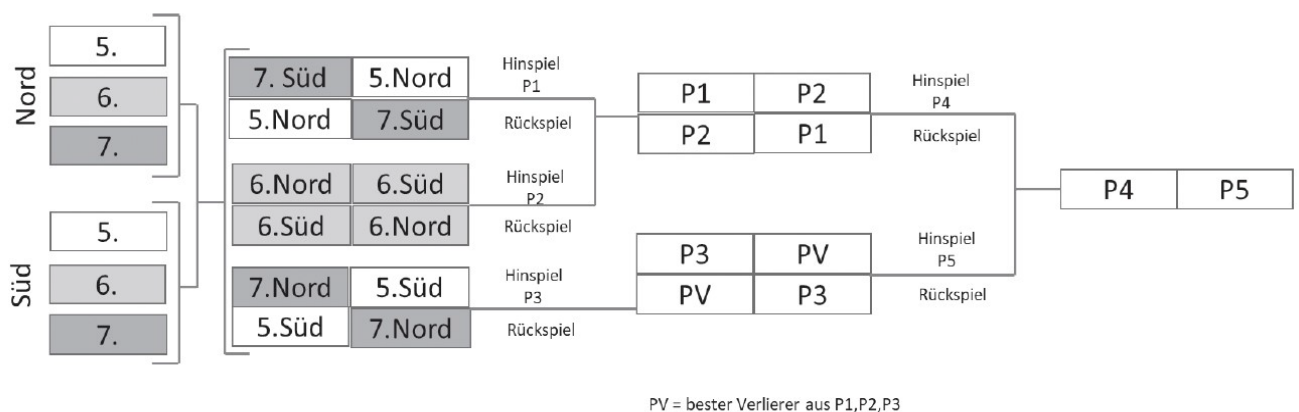 Nord
5.
6.
7.
Süd
5.
6.
7.
7. Süd 5.Nord
5.Nord 7.Süd
Hinspiel
P1
Rückspiel
6.Nord 6.Süd
6.Süd 6.Nord
Hinspiel
P2
Rückspiel
7.Nord 5.Süd
5.Süd 7.Nord
Hinspiel
P3
Rückspiel
P1 P2
P2 P1
Hinspiel
P4
Rückspiel
P3 PV
PV P3
Hinspiel
P5
Rückspiel
P4 P5
PV = bester Verlierer aus P1,P2,P3